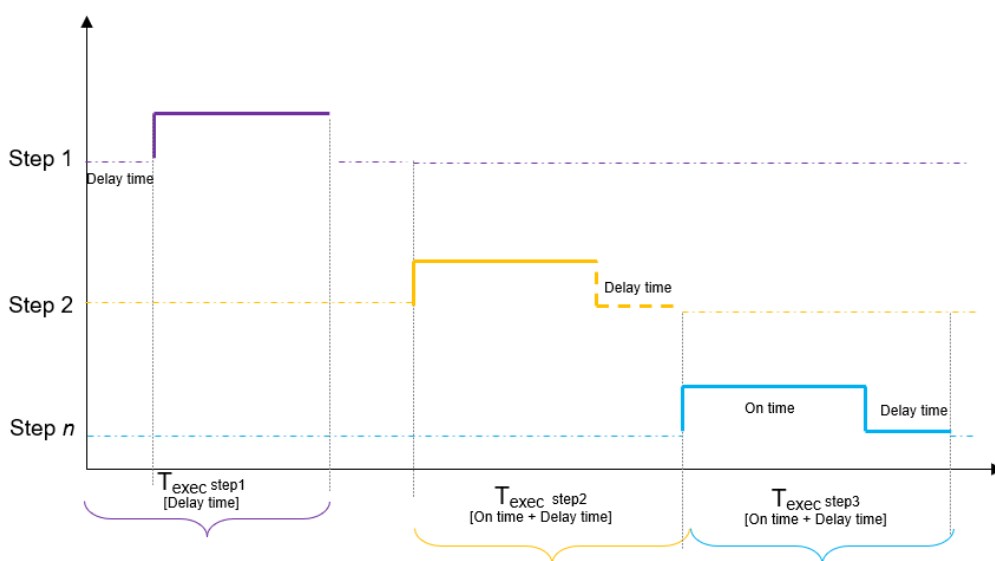 Step 1
Delay time
Step 2
Delay time
Step n
On time
Delay time
Texec step1
[Delay time]
Texec step2
[On time + Delay time]
Texec step3
[On time + Delay time]